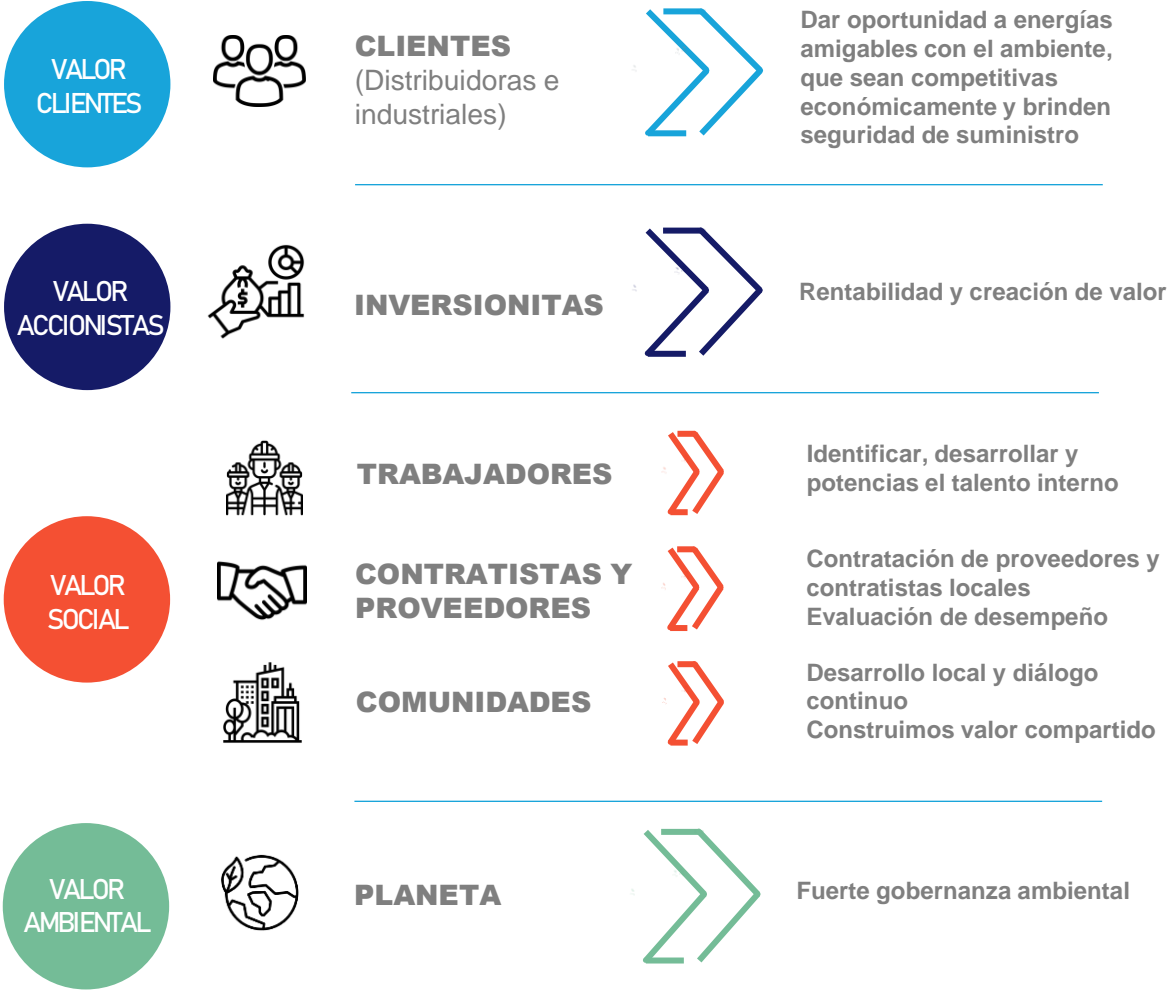 VALOR
CLIENTES
CLIENTES
(Distribuidoras e
industriales)
Dar oportunidad a energías
amigables con el ambiente,
que sean competitivas
económicamente y brinden
seguridad de suministro
VALOR
ACCIONISTAS
$
INVERSIONITAS
Rentabilidad y creación de valor
VALOR
SOCIAL
TRABAJADORES
Identificar, desarrollar y
potencias el talento interno
CONTRATISTAS Y
PROVEEDORES
Contratación de proveedores y
contratistas locales
Evaluación de desempeño
COMUNIDADES
Desarrollo local y diálogo
continuo
Construimos valor compartido
VALOR
AMBIENTAL
PLANETA
Fuerte gobernanza ambiental